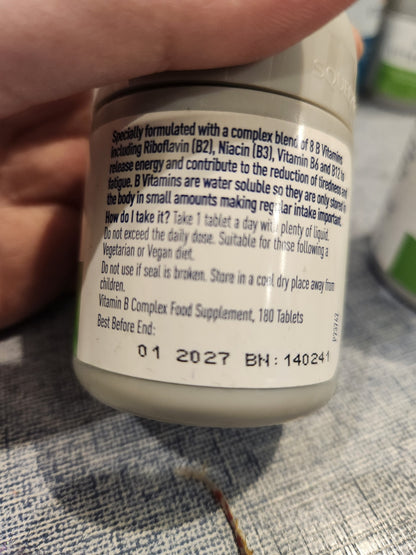 Specially formulated with a complex blend of 8 B Vitamins
including Riboflavin (B2), Niacin (B3), Vitamin B6 and B12 to
release energy and contribute to the reduction of tiredness and
fatigue. B Vitamins are water soluble so they are only stored in
the body in small amounts making regular intake important.
How do I take it? Take 1 tablet a day with plenty of liquid.
Do not exceed the daily dose. Suitable for those following a
Vegetarian or Vegan diet.
Do not use if seal is broken. Store in a cool dry place away from
children.
Vitamin B Complex Food Supplement, 180 Tablets
Best Before End:
01 2027 BN: 140241